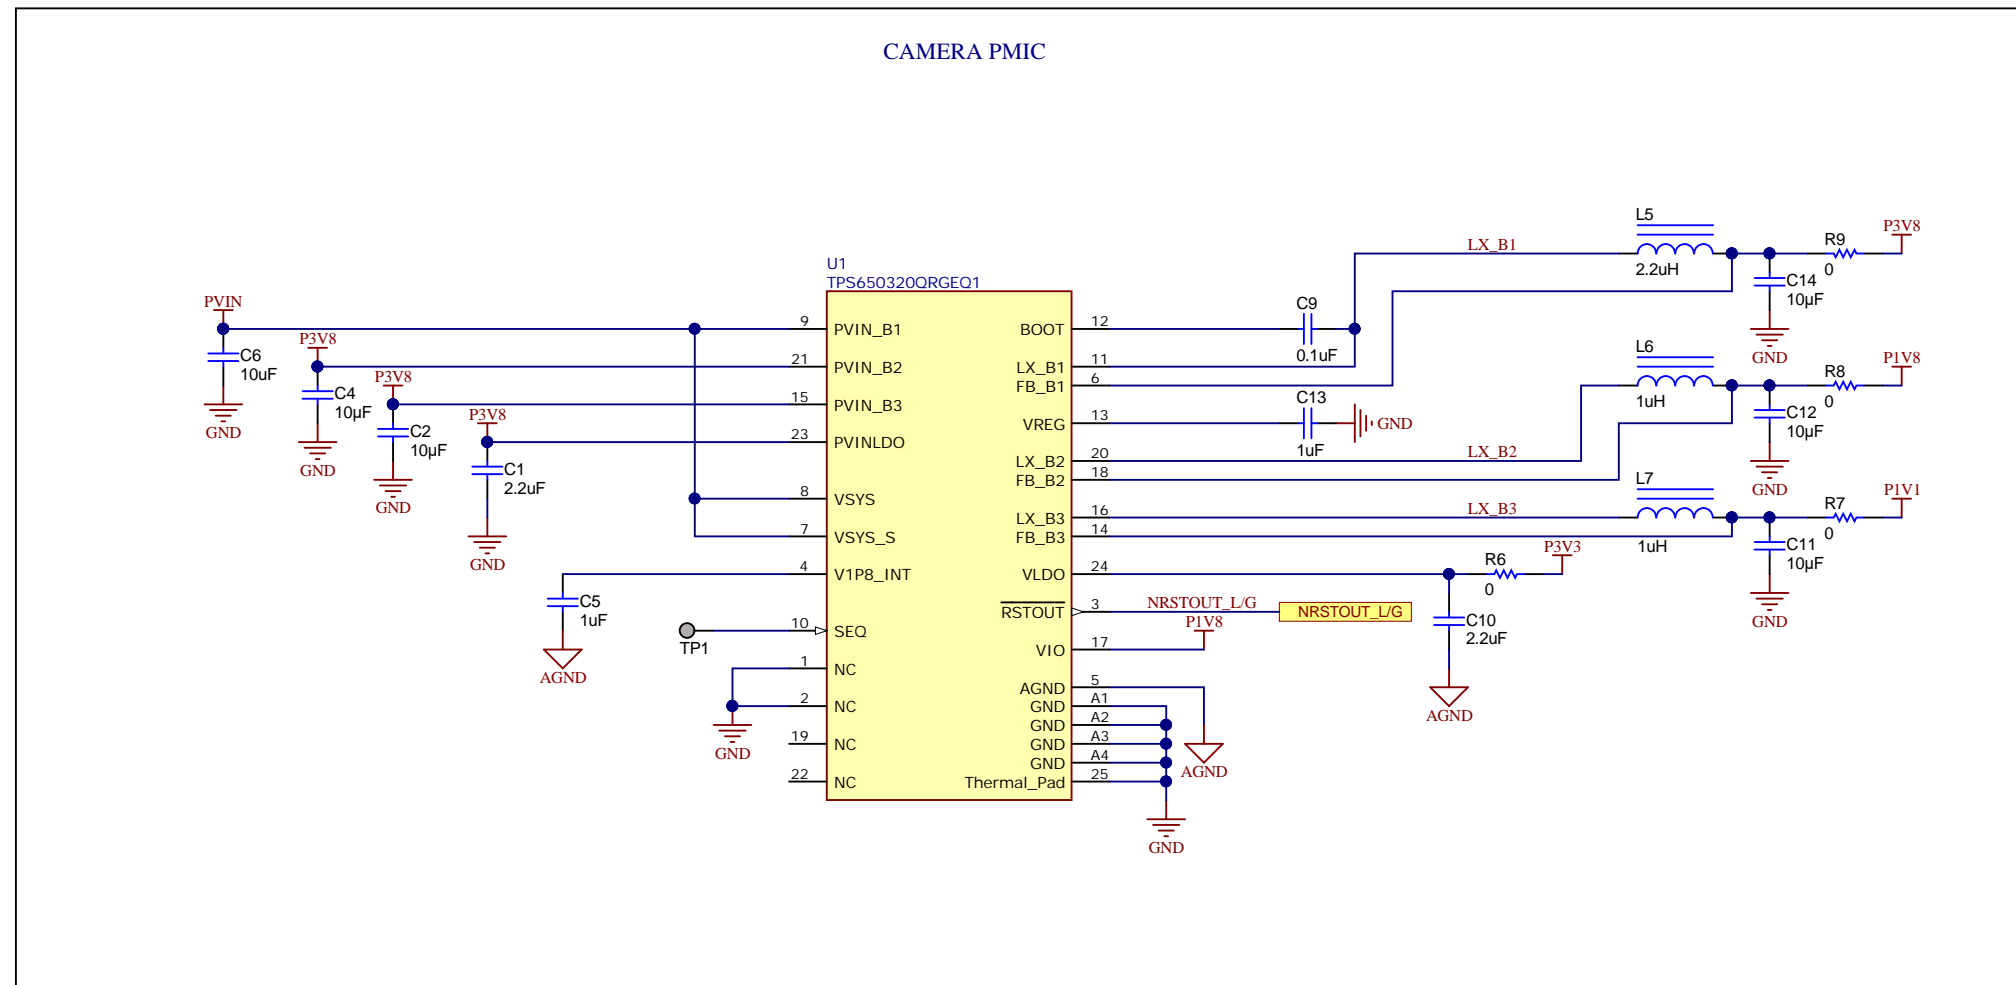 CAMERA PMIC
U1
TPS650320QRGEQ1
PVIN
C6
10uF
GND
P3V8
C4
10µF
GND
P3V8
C2
10µF
GND
P3V8
C1
2.2uF
GND
C5
1uF
AGND
TP1
GND
9 PVIN_B1
21 PVIN_B2
15 PVIN_B3
23 PVINLDO
8 VSYS
7 VSYS_S
4 V1P8_INT
10 SEQ
1 NC
2 NC
19 NC
22 NC
BOOT 12
LX_B1 11
FB_B1 6
VREG 13
LX_B2 20
FB_B2 18
LX_B3 16
FB_B3 14
VLDO 24
RSTOUT 3
VIO 17
AGND 5
GND A1
GND A2
GND A3
GND A4
Thermal_Pad 25
GND
AGND
C9
0.1uF
C13
1uF
GND
LX_B1
LX_B2
LX_B3
NRSTOUT_L/G
NRSTOUT_L/G
P1V8
L5
2.2uH
C14
10µF
GND
R9
0
P3V8
L6
1uH
C12
10µF
GND
R8
0
P1V8
L7
1uH
C11
10µF
GND
R7
0
P1V1
R6
0
P3V3
C10
2.2uF
AGND